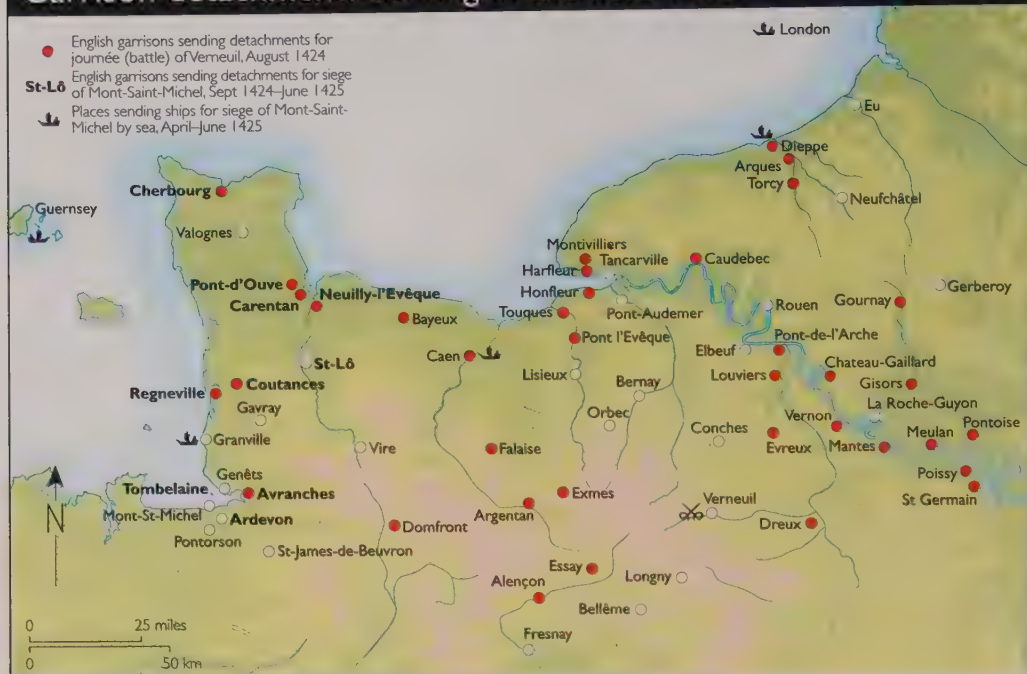 English garrisons sending detachments for
journée (battle) of Verneuil, August 1424
St-Lô
English garrisons sending detachments for siege
of Mont-Saint-Michel, Sept 1424–June 1425
Places sending ships for siege of Mont-Saint-
Michel by sea, April–June 1425
London
Eu
Dieppe
Arques
Torcy
Neufchâtel
Cherbourg
Guernsey
Valognes
Montivilliers
Tancarville
Caudebec
Harfleur
Pont-d'Ouve
Neuilly-l'Evêque
Honfleur
Gerberoy
Carentan
Bayeux
Touques
Pont-Audemer
Rouen
Gournay
Pont l'Evêque
Elbeuf
Pont-de-l'Arche
Caen
St-Lô
Lisieux
Louviers
Chateau-Gaillard
Coutances
Bernay
Gisors
Regneville
Gavray
Orbec
La Roche-Guyon
Granville
Vire
Falaise
Conches
Vernon
Pontoise
Evreux
Mantes
Meulan
Genêts
Poissy
Tombelaine
Avranches
Exmes
Verneuil
St Germain
Mont-St-Michel
Ardevon
Argentan
Pontorson
Domfront
Dreux
St-James-de-Beuvron
Essay
Longny
Alençon
Bellême
N
Fresnay
0 25 miles
0 50 km